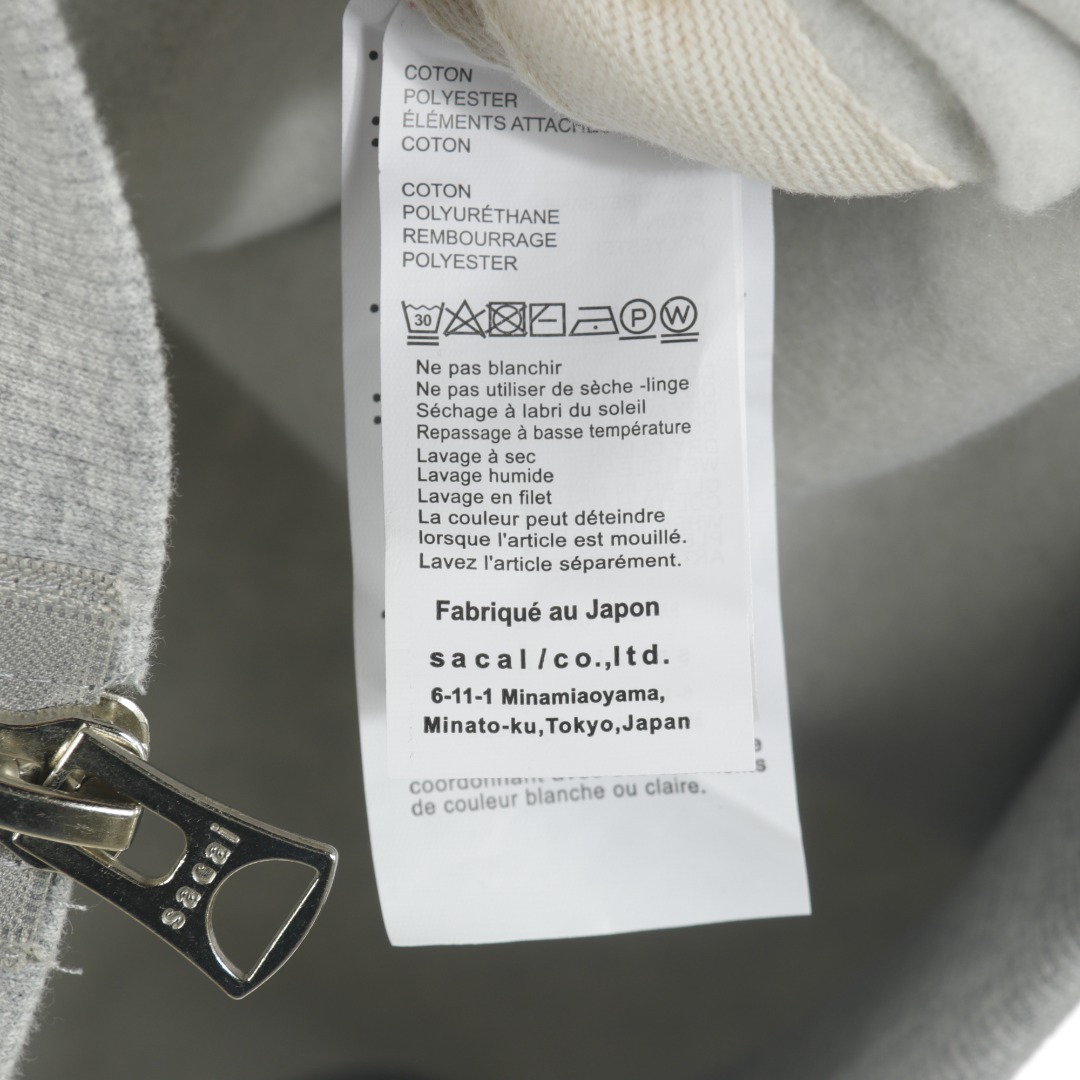 COTON
POLYESTER
ÉLÉMENTS
COTON
COTON
POLYURÉTHANE
REMBOURRAGE
POLYESTER
30 P W
Ne pas blanchir
Ne pas utiliser de sèche -linge
Séchage à labri du soleil
Repassage à basse température
Lavage à sec
Lavage humide
Lavage en filet
La couleur peut déteindre
lorsque l'article est mouillé.
Lavez l'article séparément.
Fabriqué au Japon
sacal/co.,ltd.
6-11-1 Minamiaoyama,
Minato-ku,Tokyo,Japan
de couleur blanche ou claire.
sacai